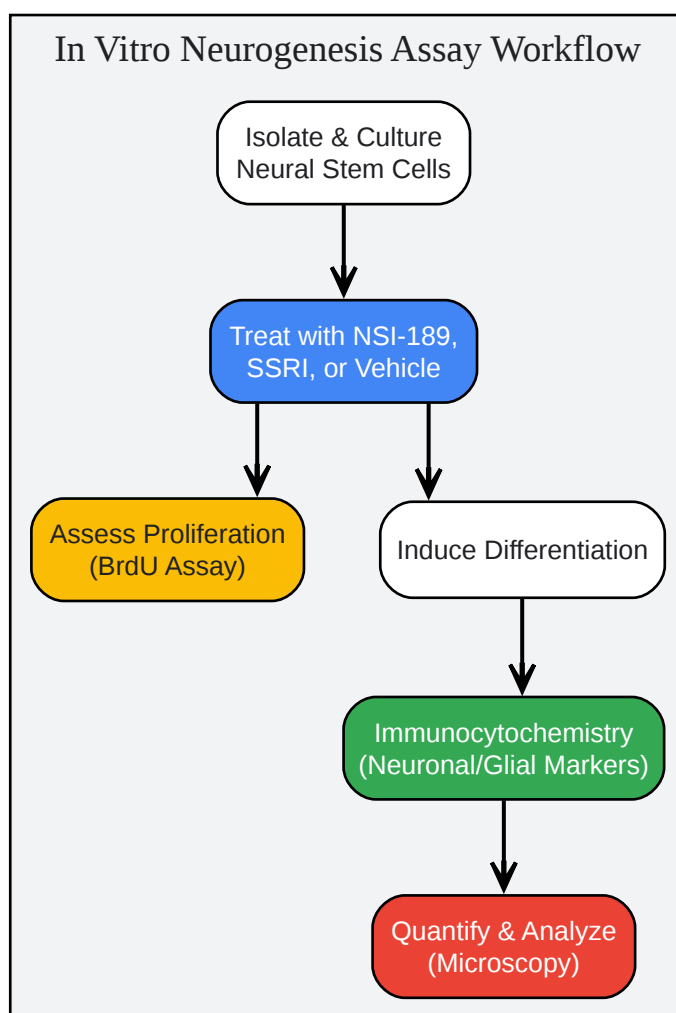 In Vitro Neurogenesis Assay Workflow
Isolate & Culture
Neural Stem Cells
Treat with NSI-189,
SSRI, or Vehicle
Assess Proliferation
(BrdU Assay)
Induce Differentiation
Immunocytochemistry
(Neuronal/Glial Markers)
Quantify & Analyze
(Microscopy)